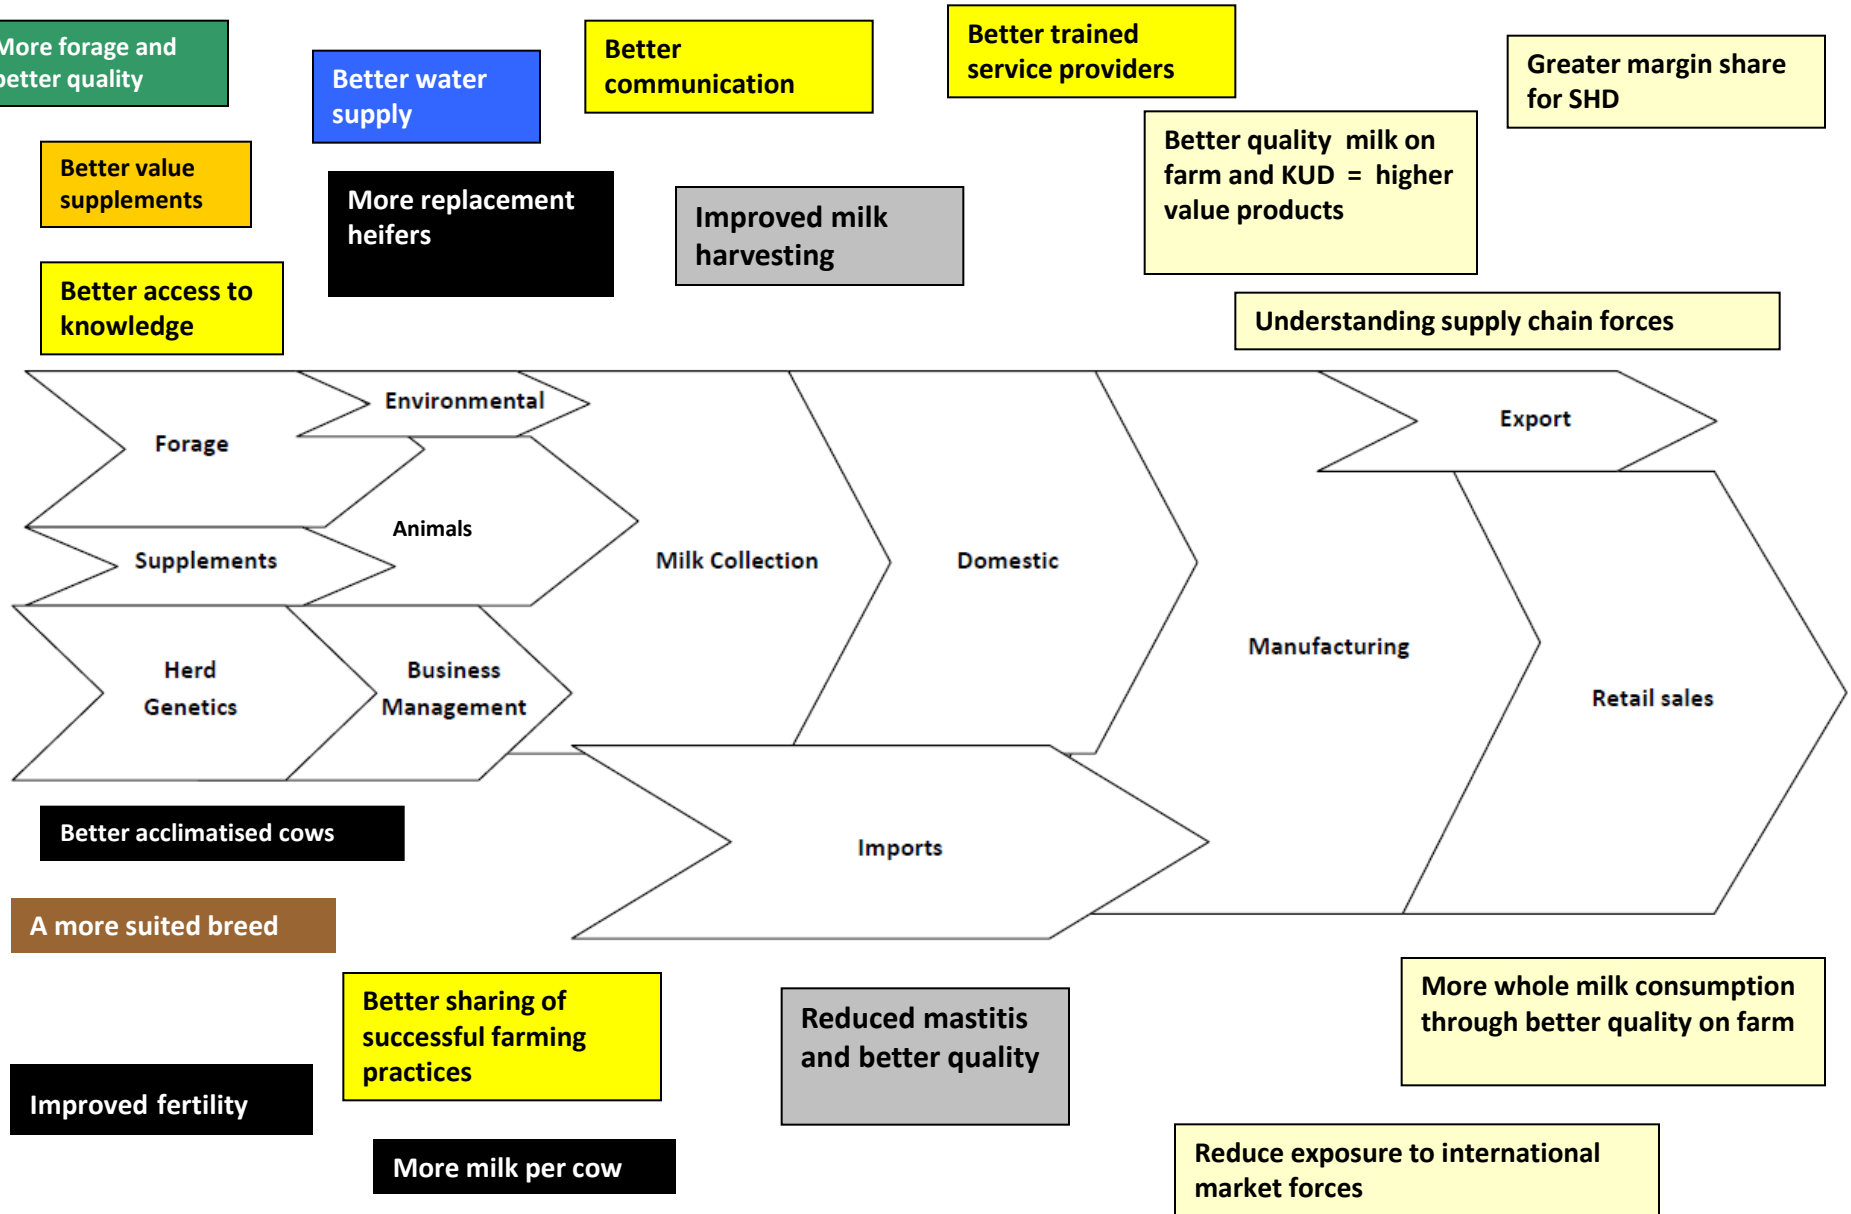 More forage and
better quality
Better water
supply
Better
communication
Better trained
service providers
Greater margin share
for SHD
Better value
supplements
More replacement
heifers
Improved milk
harvesting
Better quality milk on
farm and KUD = higher
value products
Better access to
knowledge
Understanding supply chain forces
Environmental
Forage
Export
Animals
Supplements
Milk Collection
Domestic
Herd
Genetics
Business
Management
Manufacturing
Retail sales
Imports
Better acclimatised cows
A more suited breed
Better sharing of
successful farming
practices
Reduced mastitis
and better quality
More whole milk consumption
through better quality on farm
Improved fertility
More milk per cow
Reduce exposure to international
market forces